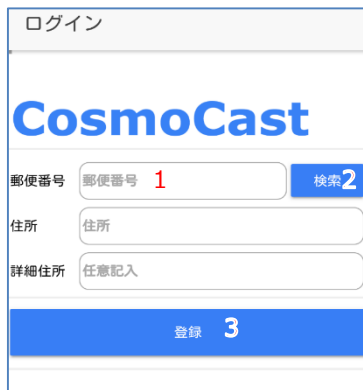 ログイン
CosmoCast
郵便番号 郵便番号 1 検索 2
住所 住所
詳細住所 任意記入
登録 3